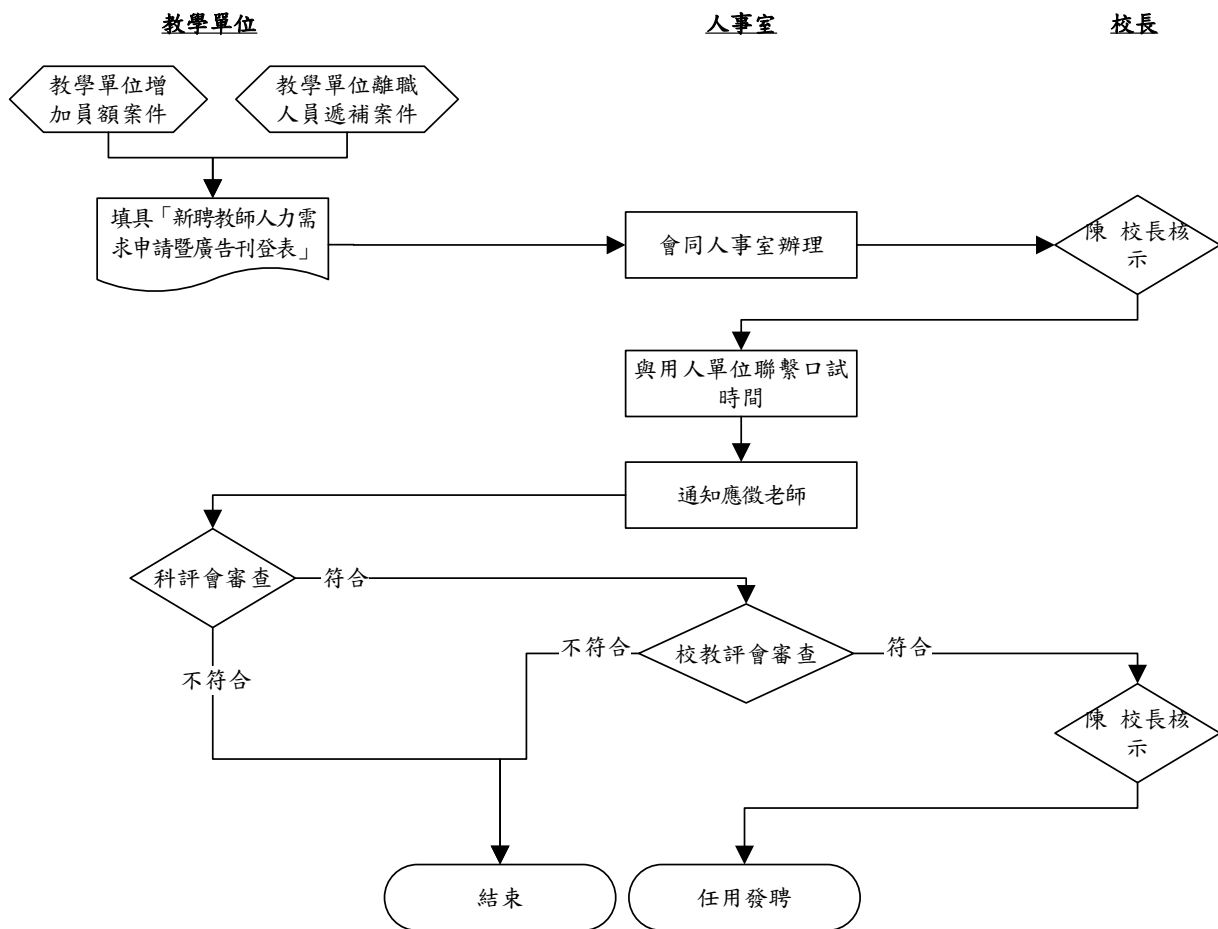 教學單位
人事室
校長
教學單位增
加員額案件
教學單位離職
人員遞補案件
填具「新聘教師人力需
求申請暨廣告刊登表」
會同人事室辦理
陳 校長核
示
與用人單位聯繫口試
時間
通知應徵老師
科評會審查
符合
不符合
校教評會審查
符合
不符合
陳 校長核
示
結束
任用發聘